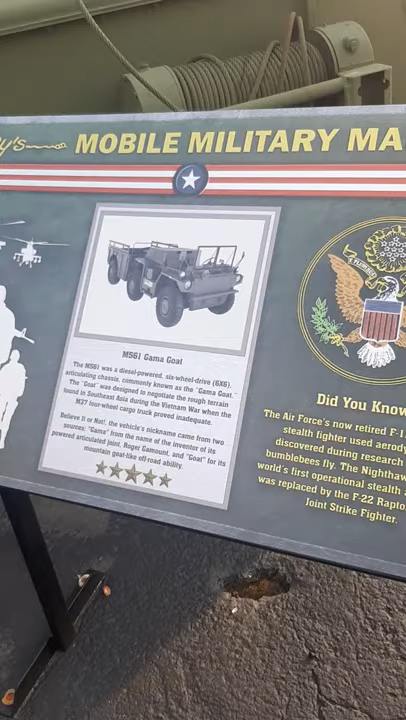 MOBILE MILITARY MA
M561 Gama Goat
The M561 was a diesel-powered, six-wheel-drive (6X6),
articulating chassis, commonly known as the "Gama Goat."
The "Goat" was designed to negotiate the rough terrain
found in Southeast Asia during the Vietnam War when the
M37 four-wheel cargo truck proved inadequate.
Believe It or Not!, the vehicle's nickname came from two
sources: "Gama" from the name of the inventor of its
powered articulated joint, Roger Gamount, and "Goat" for its
mountain goat-like off-road ability.
Did You Know
The Air Force's now retired F-1
stealth fighter used aerody
discovered during research
bumblebees fly. The Nighthaw
world's first operational stealth
was replaced by the F-22 Rapto
Joint Strike Fighter.